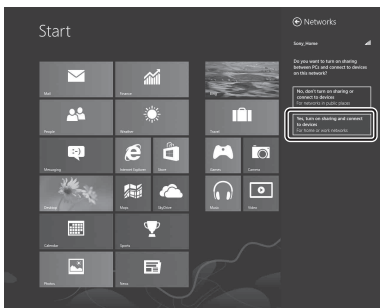 Start
Networks
Sony_Home
Do you want to turn on sharing
between PCs and connect to devices
on this network?
No, don't turn on sharing or
connect to devices
For networks in public places
Yes, turn on sharing and connect
to devices
For home or work networks
Mail
Finance
Bing
People
Weather
Travel
Messaging
Internet Explorer
Store
Games
Camera
Desktop
Maps
SkyDrive
Music
Video
Calendar
Sports
Photos
News